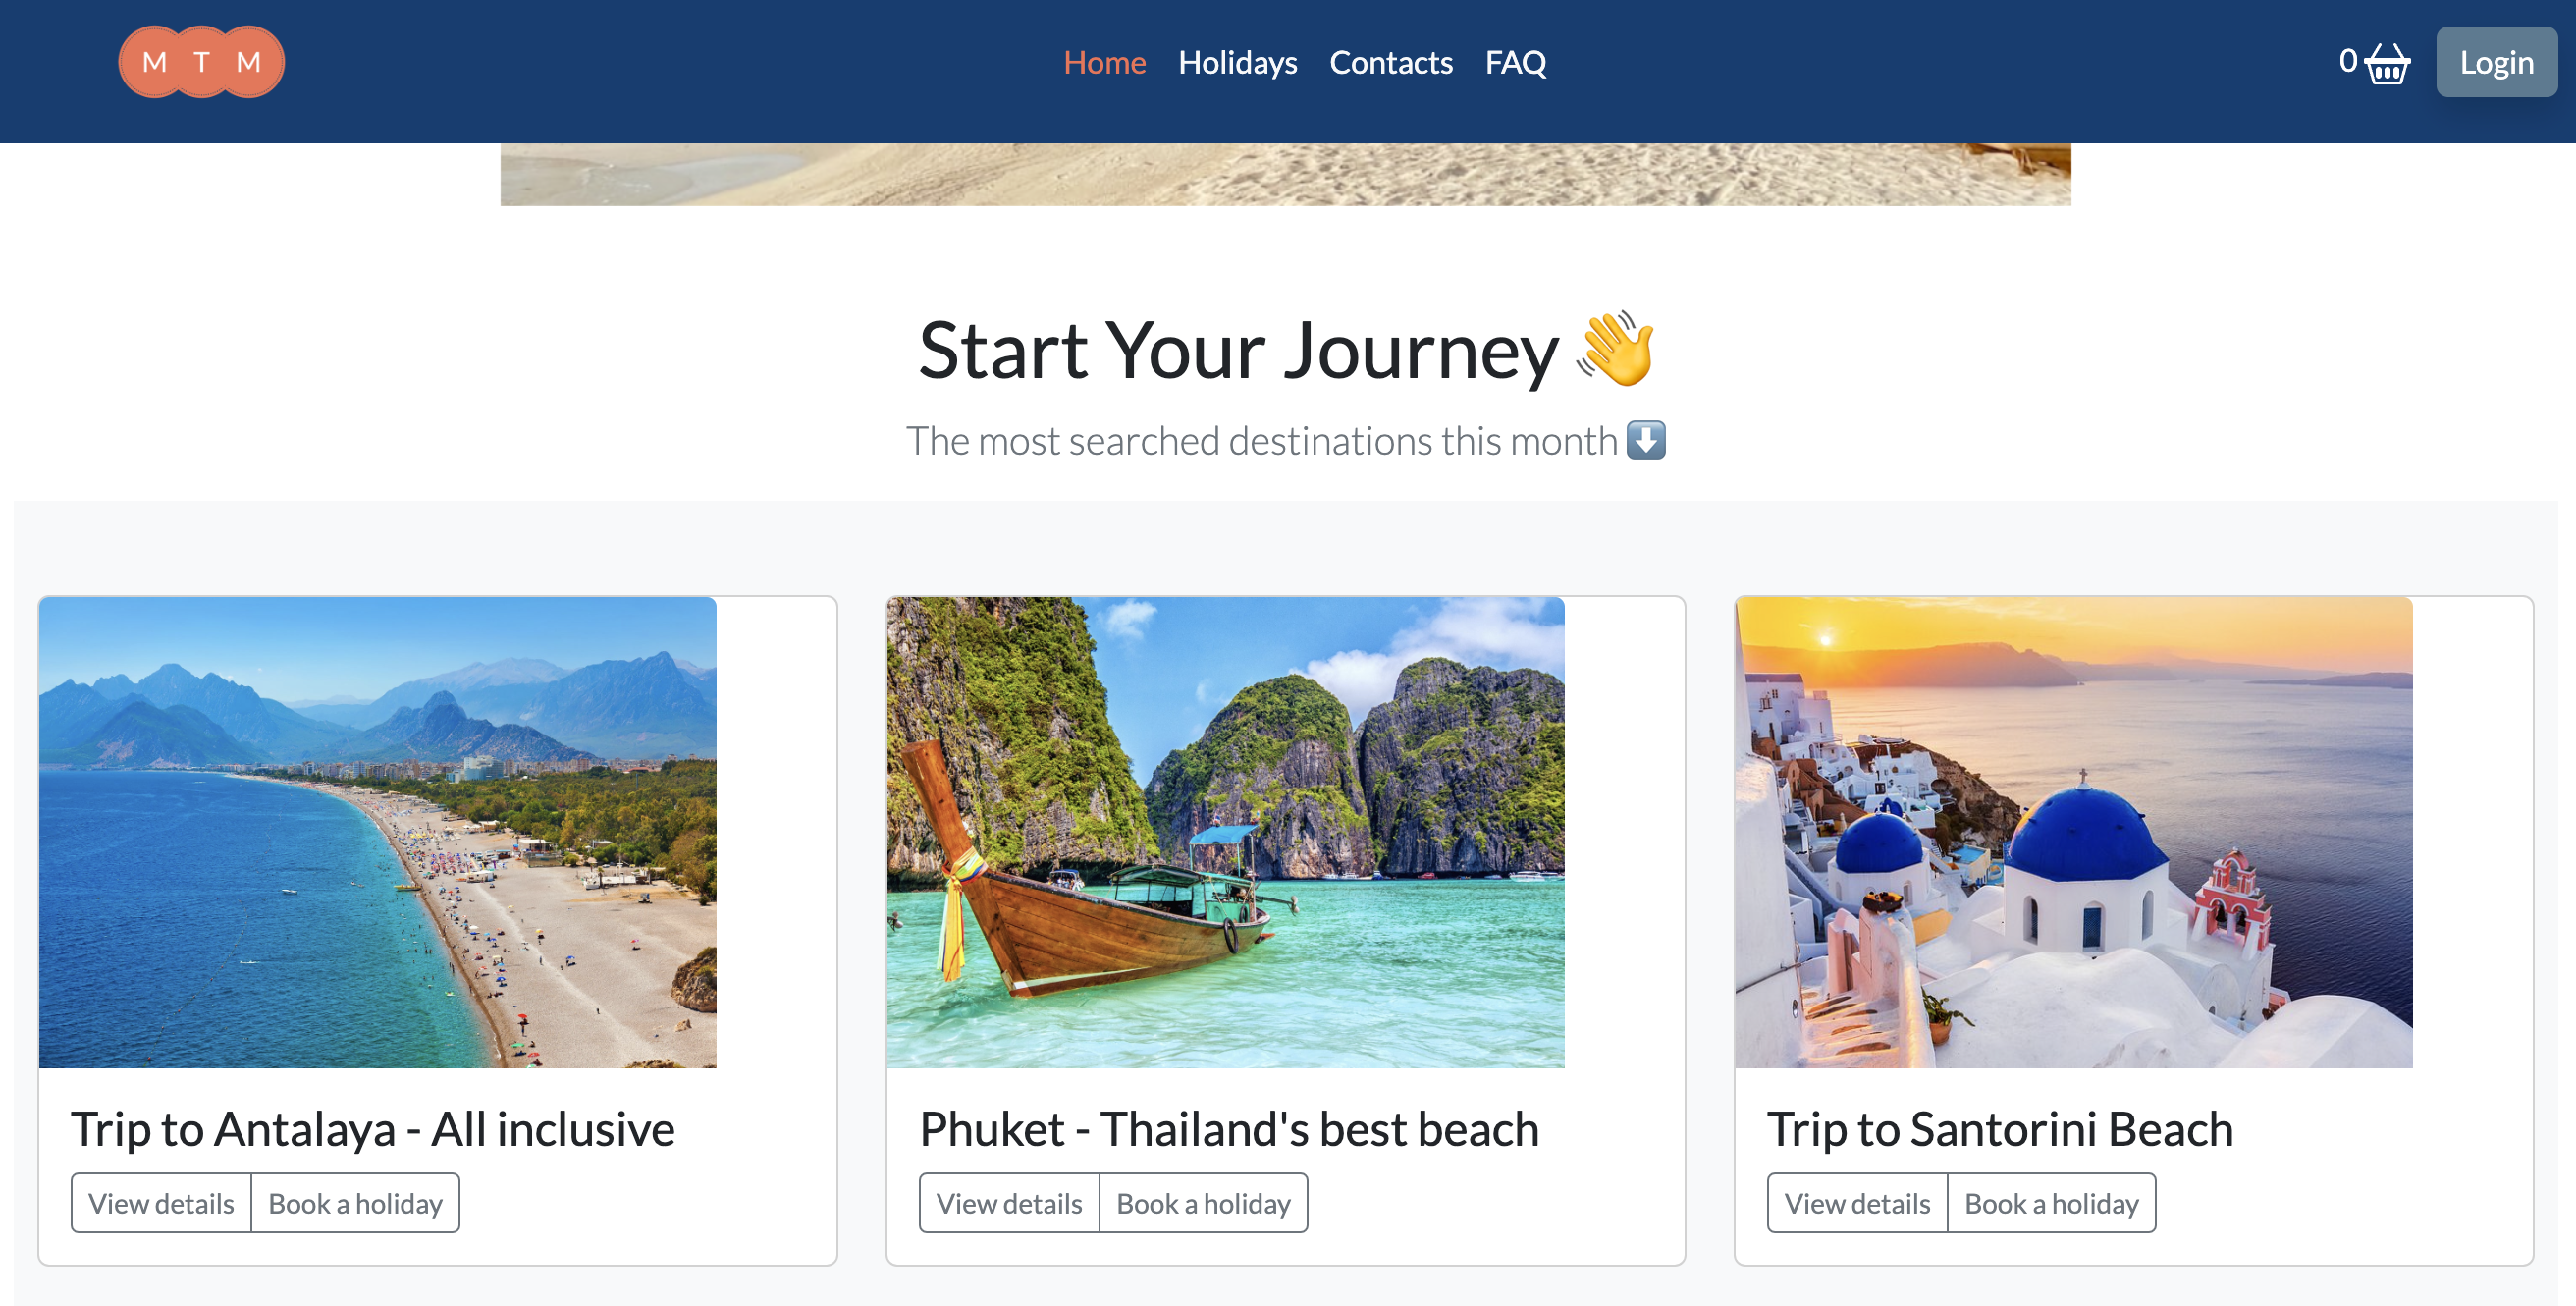 M T M
Home Holidays Contacts FAQ
0
Login
Start Your Journey 👋
The most searched destinations this month ⬇️
Trip to Antalaya - All inclusive
View details Book a holiday
Phuket - Thailand's best beach
View details Book a holiday
Trip to Santorini Beach
View details Book a holiday